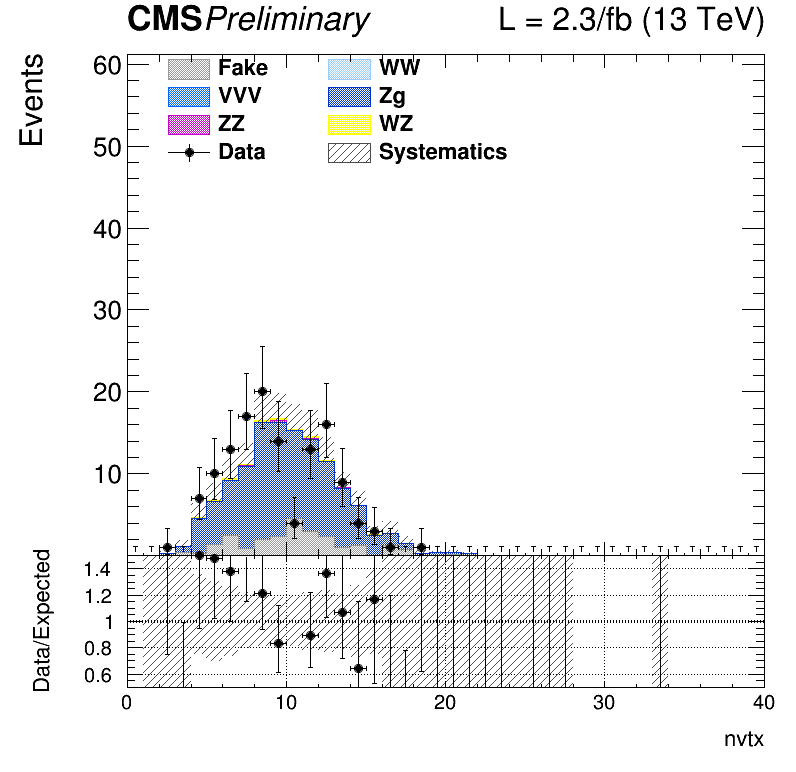 CMS Preliminary L = 2.3/fb (13 TeV)
Events
60
50
40
30
20
10
Fake WW
VVV Zg
ZZ WZ
Data Systematics
Data/Expected
1.4
1.2
1
0.8
0.6
0 10 20 30 40
nvtx